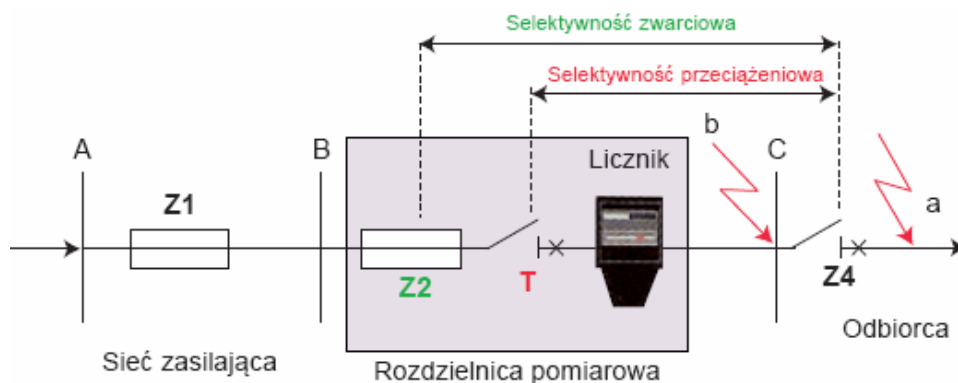 Selektywność zwarciowa
Selektywność przeciążeniowa
A
B
b
C
Licznik
Z1
a
Z2
T
Z4
Odbiorca
Sieć zasilająca
Rozdzielnica pomiarowa